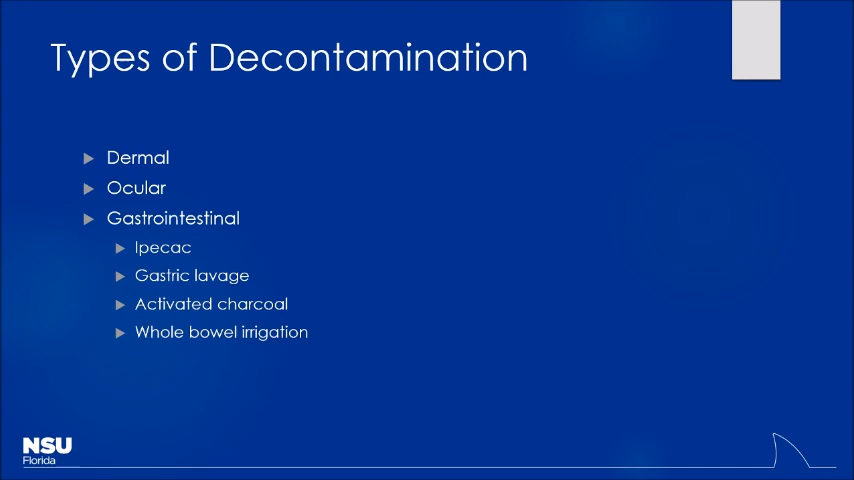 Types of Decontamination
Dermal
Ocular
Gastrointestinal
Ipecac
Gastric lavage
Activated charcoal
Whole bowel irrigation
NSU
Florida